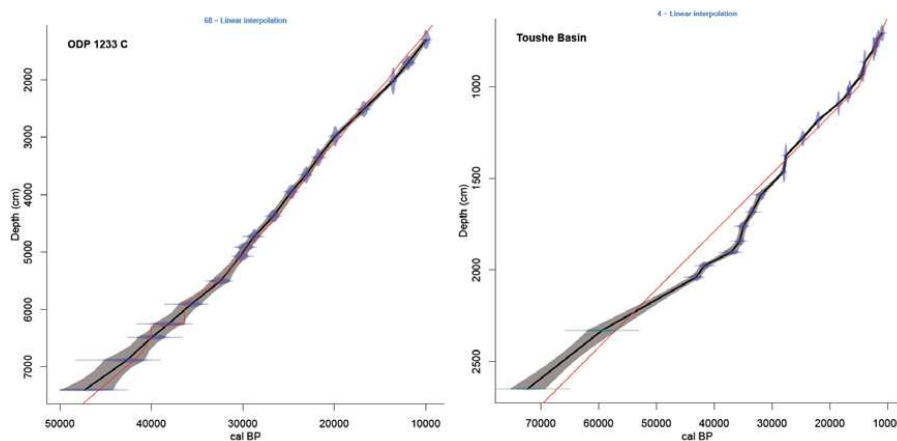 68 − Linear interpolation
ODP 1233 C
2000
3000
4000
5000
6000
7000
Depth (cm)
50000 40000 30000 20000 10000
cal BP
4 − Linear interpolation
Toushe Basin
1000
1500
2000
2500
Depth (cm)
70000 60000 50000 40000 30000 20000 10000
cal BP